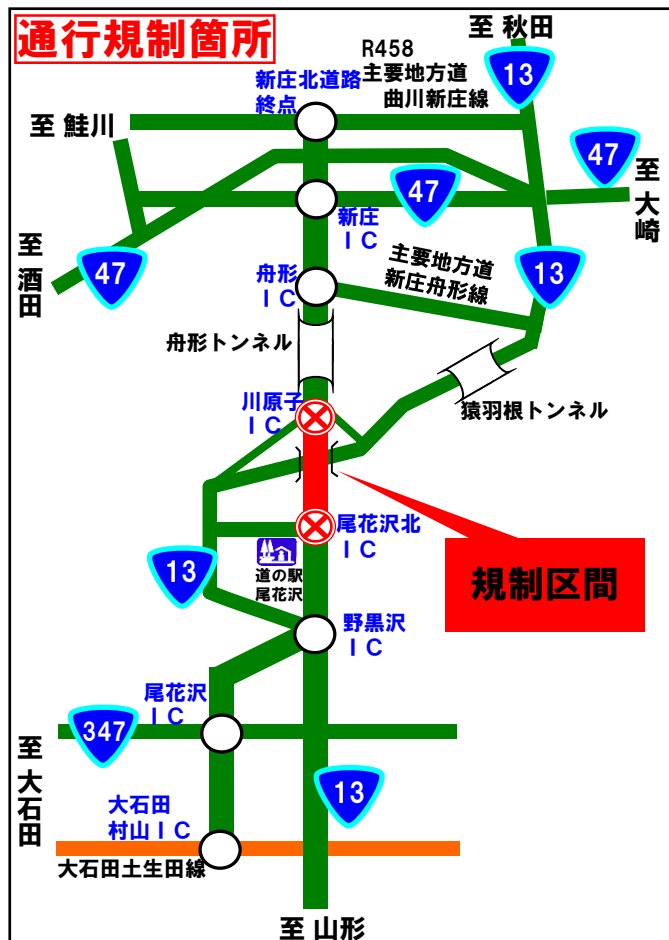 通行規制箇所
至 秋田
R458
主要地方道
曲川新庄線
13
新庄北道路
終点
至 鮭川
47
至 大崎
47
新庄
ＩＣ
至 酒田
47
舟形
ＩＣ
主要地方道
新庄舟形線
13
舟形トンネル
川原子
ＩＣ
猿羽根トンネル
尾花沢北
ＩＣ
道の駅
尾花沢
規制区間
13
野黒沢
ＩＣ
尾花沢
ＩＣ
347
至 大石田
13
大石田
村山ＩＣ
大石田土生田線
至 山形